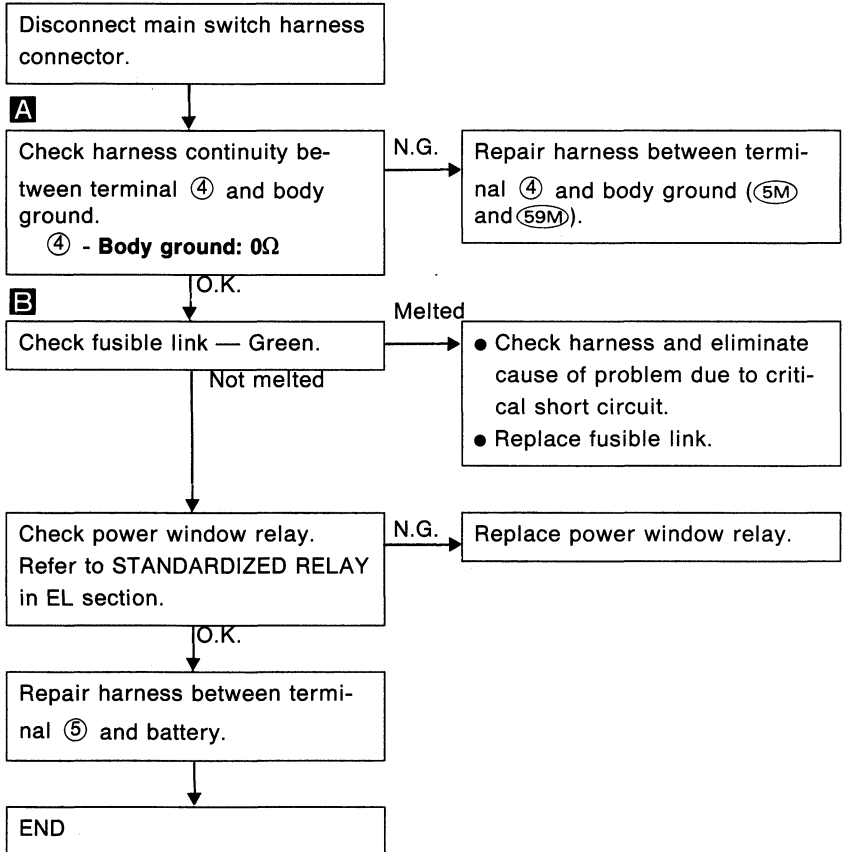 Disconnect main switch harness
connector.
A
Check harness continuity be-
tween terminal ④ and body
ground.
④ - Body ground: 0Ω
N.G.
Repair harness between termi-
nal ④ and body ground (5M
and 59M).
O.K.
B
Check fusible link — Green.
Melted
● Check harness and eliminate
cause of problem due to criti-
cal short circuit.
● Replace fusible link.
Not melted
Check power window relay.
Refer to STANDARDIZED RELAY
in EL section.
N.G.
Replace power window relay.
O.K.
Repair harness between termi-
nal ⑤ and battery.
END